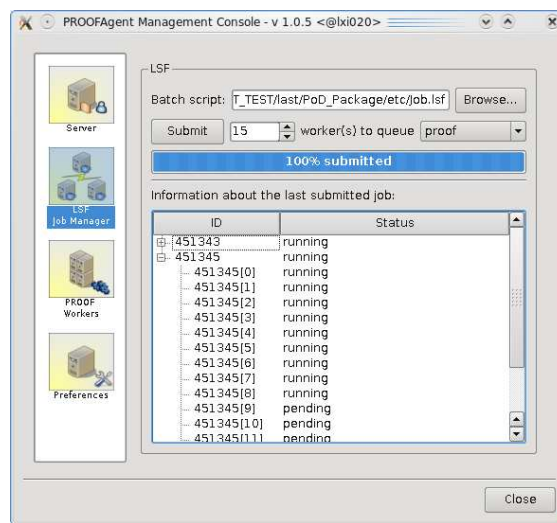 PROOFAgent Management Console - v 1.0.5 <@lxi020>
LSF
Batch script: T_TEST/last/PoD_Package/etc/Job.lsf Browse...
Server
Submit 15 worker(s) to queue proof
100% submitted
LSF
Job Manager
Information about the last submitted job:
ID Status
451343 running
451345 running
451345[0] running
451345[1] running
PROOF
Workers
451345[2] running
451345[3] running
451345[4] running
451345[5] running
451345[6] running
451345[7] running
Preferences
451345[8] running
451345[9] pending
451345[10] pending
451345[11] pending
Close